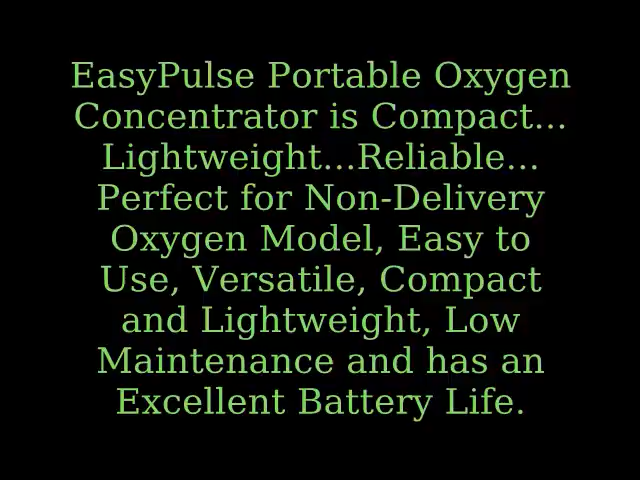 EasyPulse Portable Oxygen
Concentrator is Compact...
Lightweight...Reliable...
Perfect for Non-Delivery
Oxygen Model, Easy to
Use, Versatile, Compact
and Lightweight, Low
Maintenance and has an
Excellent Battery Life.